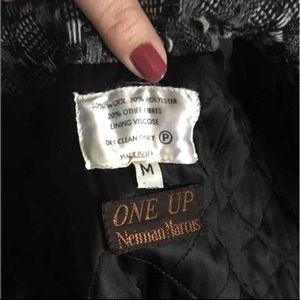 50% WOOL 30% POLYESTER
20% OTHER FIBRES
LINING VISCOSE
DRY CLEAN ONLY P
MADE IN
M
ONE UP
Neiman Marcus